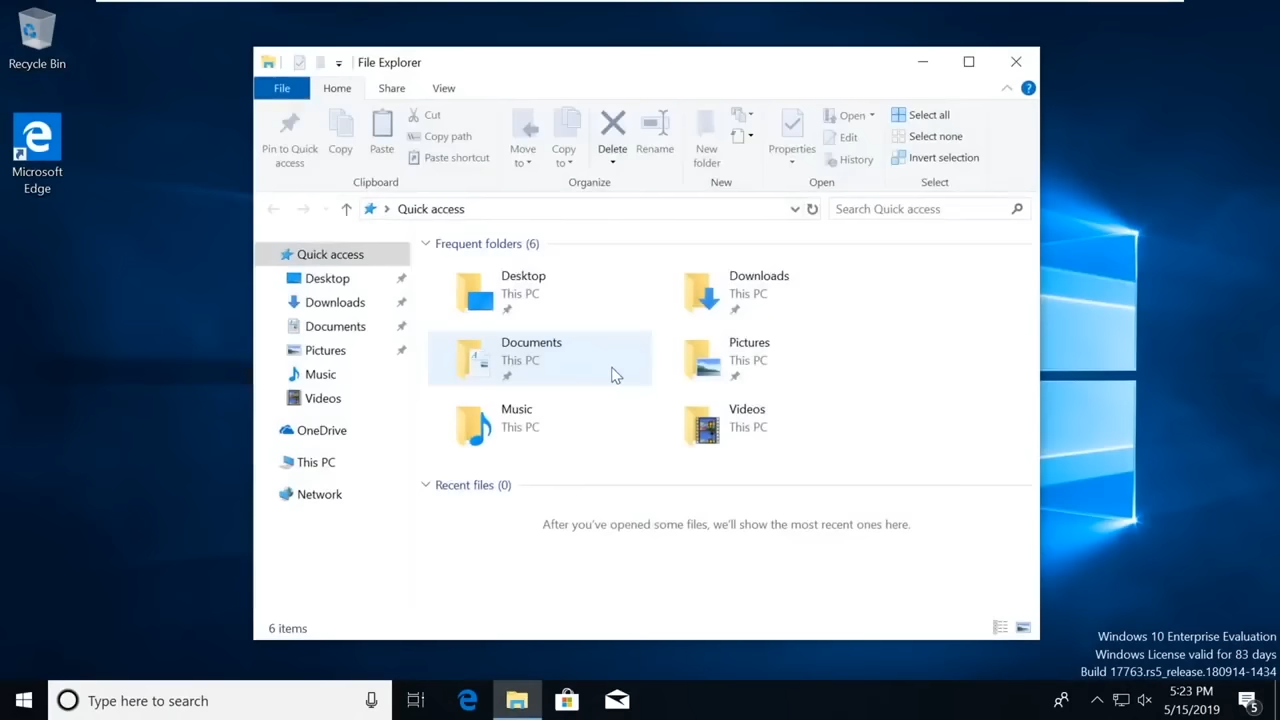 Recycle Bin
Microsoft
Edge
File Explorer
File
Home
Share
View
?
Pin to Quick
access
Copy
Paste
Cut
Copy path
Paste shortcut
Clipboard
Move
to
Copy
to
Delete
Rename
Organize
New
folder
New
Properties
Open
Edit
History
Open
Select all
Select none
Invert selection
Select
Quick access
Search Quick access
Quick access
Desktop
Downloads
Documents
Pictures
Music
Videos
OneDrive
This PC
Network
Frequent folders (6)
Desktop
This PC
Downloads
This PC
Documents
This PC
Pictures
This PC
Music
This PC
Videos
This PC
Recent files (0)
After you've opened some files, we'll show the most recent ones here.
6 items
Windows 10 Enterprise Evaluation
Windows License valid for 83 days
Build 17763.rs5_release.180914-1434
Type here to search
5:23 PM
5/15/2019
5